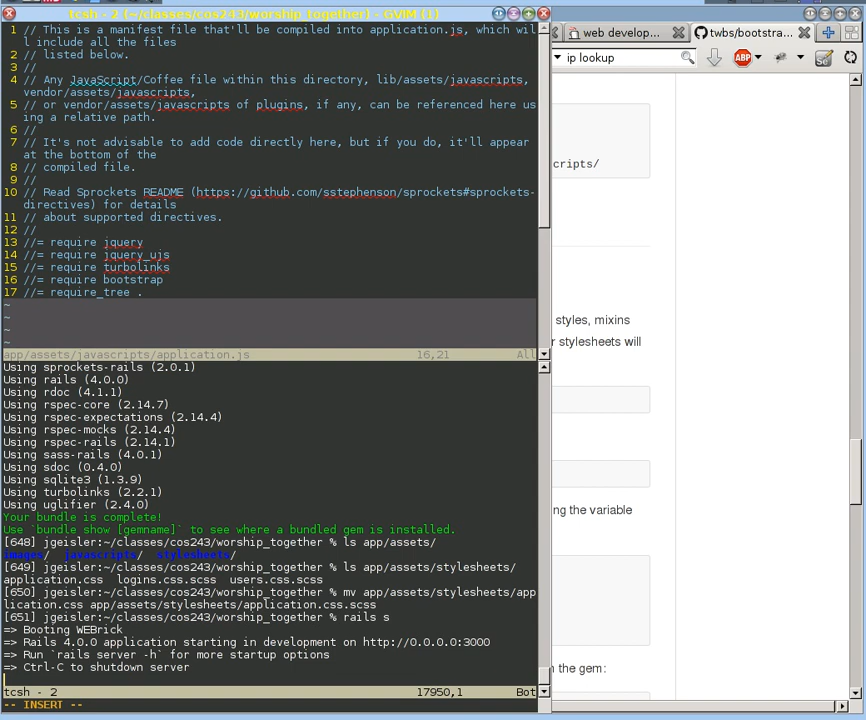 tcsh - 2 (~/classes/cos243/worship_together) - GVIM (1)
1 // This is a manifest file that'll be compiled into application.js, which wil
l include all the files
2 // listed below.
3 //
4 // Any JavaScript/Coffee file within this directory, lib/assets/javascripts,
vendor/assets/javascripts,
5 // or vendor/assets/javascripts of plugins, if any, can be referenced here us
ing a relative path.
6 //
7 // It's not advisable to add code directly here, but if you do, it'll appear
at the bottom of the
8 // compiled file.
9 //
10 // Read Sprockets README (https://github.com/sstephenson/sprockets#sprockets-
directives) for details
11 // about supported directives.
12 //
13 //= require jquery
14 //= require jquery_ujs
15 //= require turbolinks
16 //= require bootstrap
17 //= require_tree .
~
~
~
~
app/assets/javascripts/application.js 16,21 All
Using sprockets-rails (2.0.1)
Using rails (4.0.0)
Using rdoc (4.1.1)
Using rspec-core (2.14.7)
Using rspec-expectations (2.14.4)
Using rspec-mocks (2.14.4)
Using rspec-rails (2.14.1)
Using sass-rails (4.0.1)
Using sdoc (0.4.0)
Using sqlite3 (1.3.9)
Using turbolinks (2.2.1)
Using uglifier (2.4.0)
Your bundle is complete!
Use `bundle show [gemname]` to see where a bundled gem is installed.
[648] jgeisler:~/classes/cos243/worship_together % ls app/assets/
images/ javascripts/ stylesheets/
[649] jgeisler:~/classes/cos243/worship_together % ls app/assets/stylesheets/
application.css logins.css.scss users.css.scss
[650] jgeisler:~/classes/cos243/worship_together % mv app/assets/stylesheets/app
lication.css app/assets/stylesheets/application.css.scss
[651] jgeisler:~/classes/cos243/worship_together % rails s
=> Booting WEBrick
=> Rails 4.0.0 application starting in development on http://0.0.0.0:3000
=> Run `rails server -h` for more startup options
=> Ctrl-C to shutdown server
tcsh - 2 17950,1 Bot
-- INSERT --
web develop...
twbs/bootstra...
ip lookup
ABP
cripts/
styles, mixins
r stylesheets will
ng the variable
n the gem: